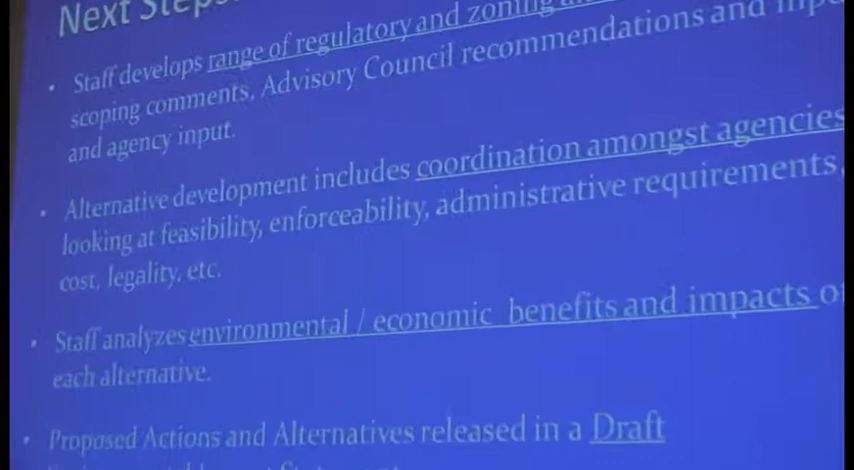 Next Steps
• Staff develops range of regulatory and zoning
scoping comments, Advisory Council recommendations and
and agency input.
• Alternative development includes coordination amongst agencies
looking at feasibility, enforceability, administrative requirements,
cost, legality, etc.
• Staff analyzes environmental / economic benefits and impacts of
each alternative.
• Proposed Actions and Alternatives released in a Draft